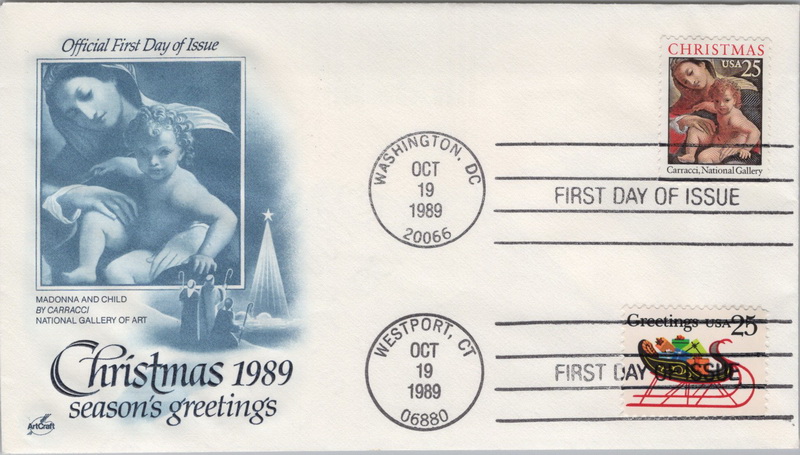 Official First Day of Issue
MADONNA AND CHILD
BY CARRACCI
NATIONAL GALLERY OF ART
Christmas 1989
season's greetings
ArtCraft
WASHINGTON, DC
OCT
19
1989
20066
FIRST DAY OF ISSUE
CHRISTMAS
USA 25
Carracci, National Gallery
WESTPORT, CT
OCT
19
1989
06880
FIRST DAY OF ISSUE
Greetings USA 25